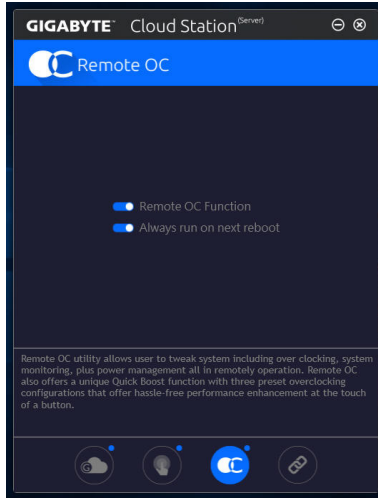 GIGABYTE™ Cloud Station(Server)
Remote OC
Remote OC Function
Always run on next reboot
Remote OC utility allows user to tweak system including over clocking, system
monitoring, plus power management all in remotely operation. Remote OC
also offers a unique Quick Boost function with three preset overclocking
configurations that offer hassle-free performance enhancement at the touch
of a button.
G